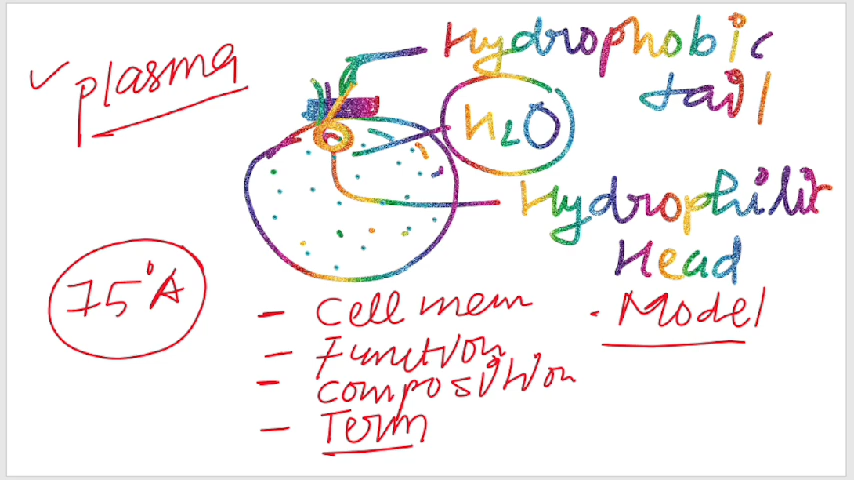 plasma
Hydrophobic
tail
H2O
Hydrophilic
Head
75°A
- Cell mem
- Function
- composition
- Term
. Model